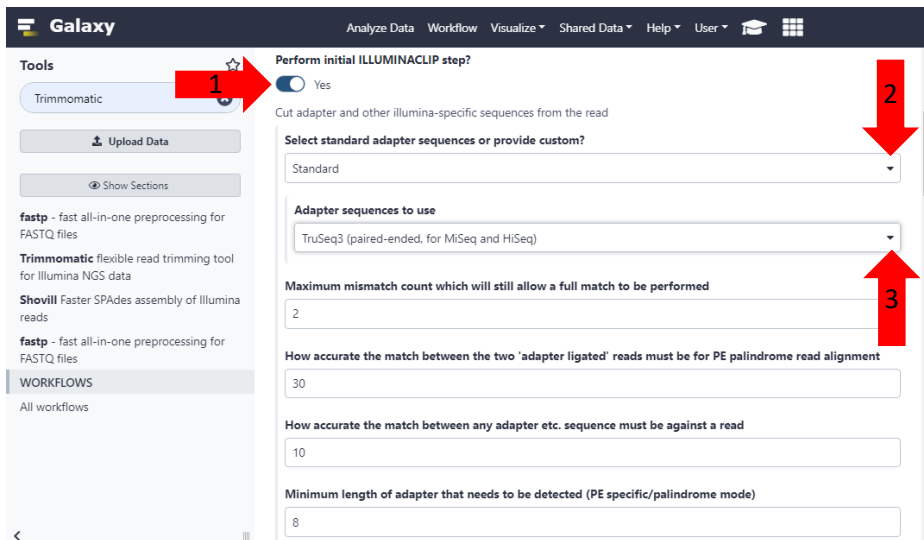 Galaxy
Analyze Data Workflow Visualize Shared Data Help User
Tools
Trimmomatic
Upload Data
Show Sections
fastp - fast all-in-one preprocessing for
FASTQ files
Trimmomatic flexible read trimming tool
for Illumina NGS data
Shovill Faster SPAdes assembly of Illumina
reads
fastp - fast all-in-one preprocessing for
FASTQ files
WORKFLOWS
All workflows
Perform initial ILLUMINACLIP step?
1
Yes
2
Cut adapter and other illumina-specific sequences from the read
Select standard adapter sequences or provide custom?
Standard
Adapter sequences to use
TruSeq3 (paired-ended, for MiSeq and HiSeq)
3
Maximum mismatch count which will still allow a full match to be performed
2
How accurate the match between the two 'adapter ligated' reads must be for PE palindrome read alignment
30
How accurate the match between any adapter etc. sequence must be against a read
10
Minimum length of adapter that needs to be detected (PE specific/palindrome mode)
8